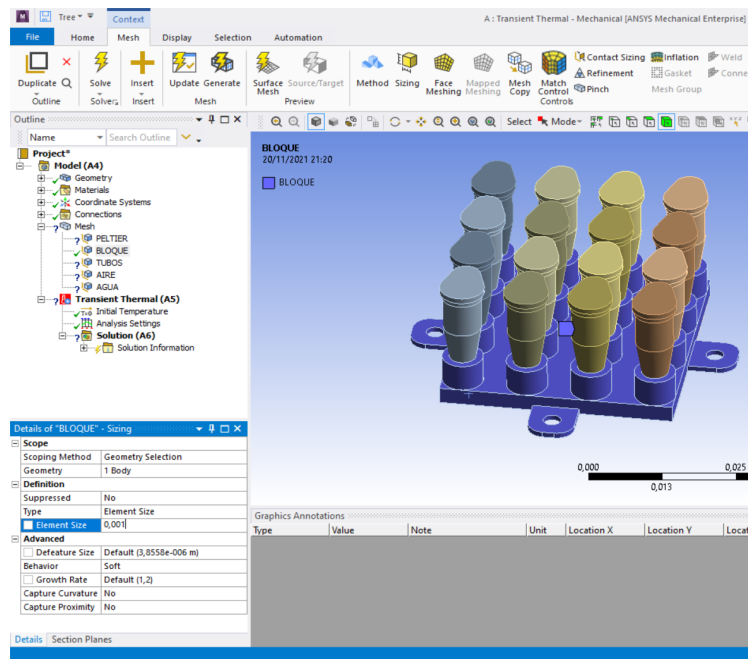 M Tree Context A : Transient Thermal - Mechanical [ANSYS Mechanical Enterprise]
File Home Mesh Display Selection Automation
Duplicate Q Solve Insert Update Generate Surface Mesh Source/Target Method Sizing Face Meshing Mapped Meshing Mesh Copy Match Control Contact Sizing Inflation Weld
Refinement Gasket
Pinch Mesh Group
Outline Solvers Insert Mesh Preview Controls
Outline
Name Search Outline Select Mode
Project*
Model (A4)
Geometry
Materials
Coordinate Systems
Connections
Mesh
PELTIER
BLOQUE
TUBOS
AIRE
AGUA
Transient Thermal (A5)
T=0 Initial Temperature
Analysis Settings
Solution (A6)
Solution Information
BLOQUE
20/11/2021 21:20
BLOQUE
0,000 0,025
0,013
Details of "BLOQUE" - Sizing
Scope
Scoping Method Geometry Selection
Geometry 1 Body
Definition
Suppressed No
Type Element Size
Element Size 0,001
Advanced
Defeature Size Default (3,8558e-006 m)
Behavior Soft
Growth Rate Default (1,2)
Capture Curvature No
Capture Proximity No
Details Section Planes
Graphics Annotations
Type Value Note Unit Location X Location Y